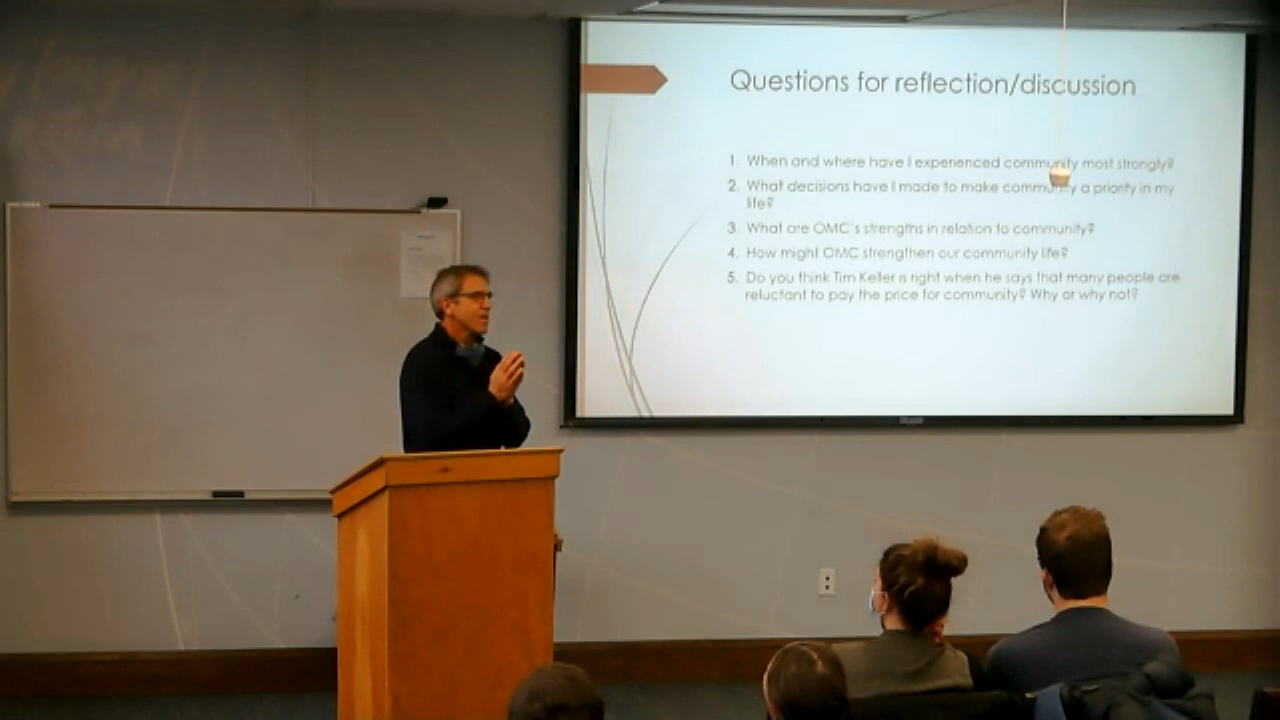 Questions for reflection/discussion
1. When and where have I experienced community most strongly?
2. What decisions have I made to make community a priority in my
life?
3. What are OMC's strengths in relation to community?
4. How might OMC strengthen our community life?
5. Do you think Tim Keller is right when he says that many people are
reluctant to pay the price for community? Why or why not?